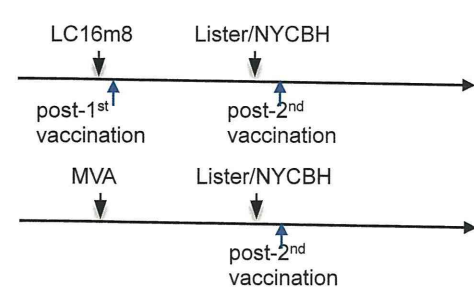 LC16m8 Lister/NYCBH
post-1st post-2nd
vaccination vaccination
MVA Lister/NYCBH
post-2nd
vaccination